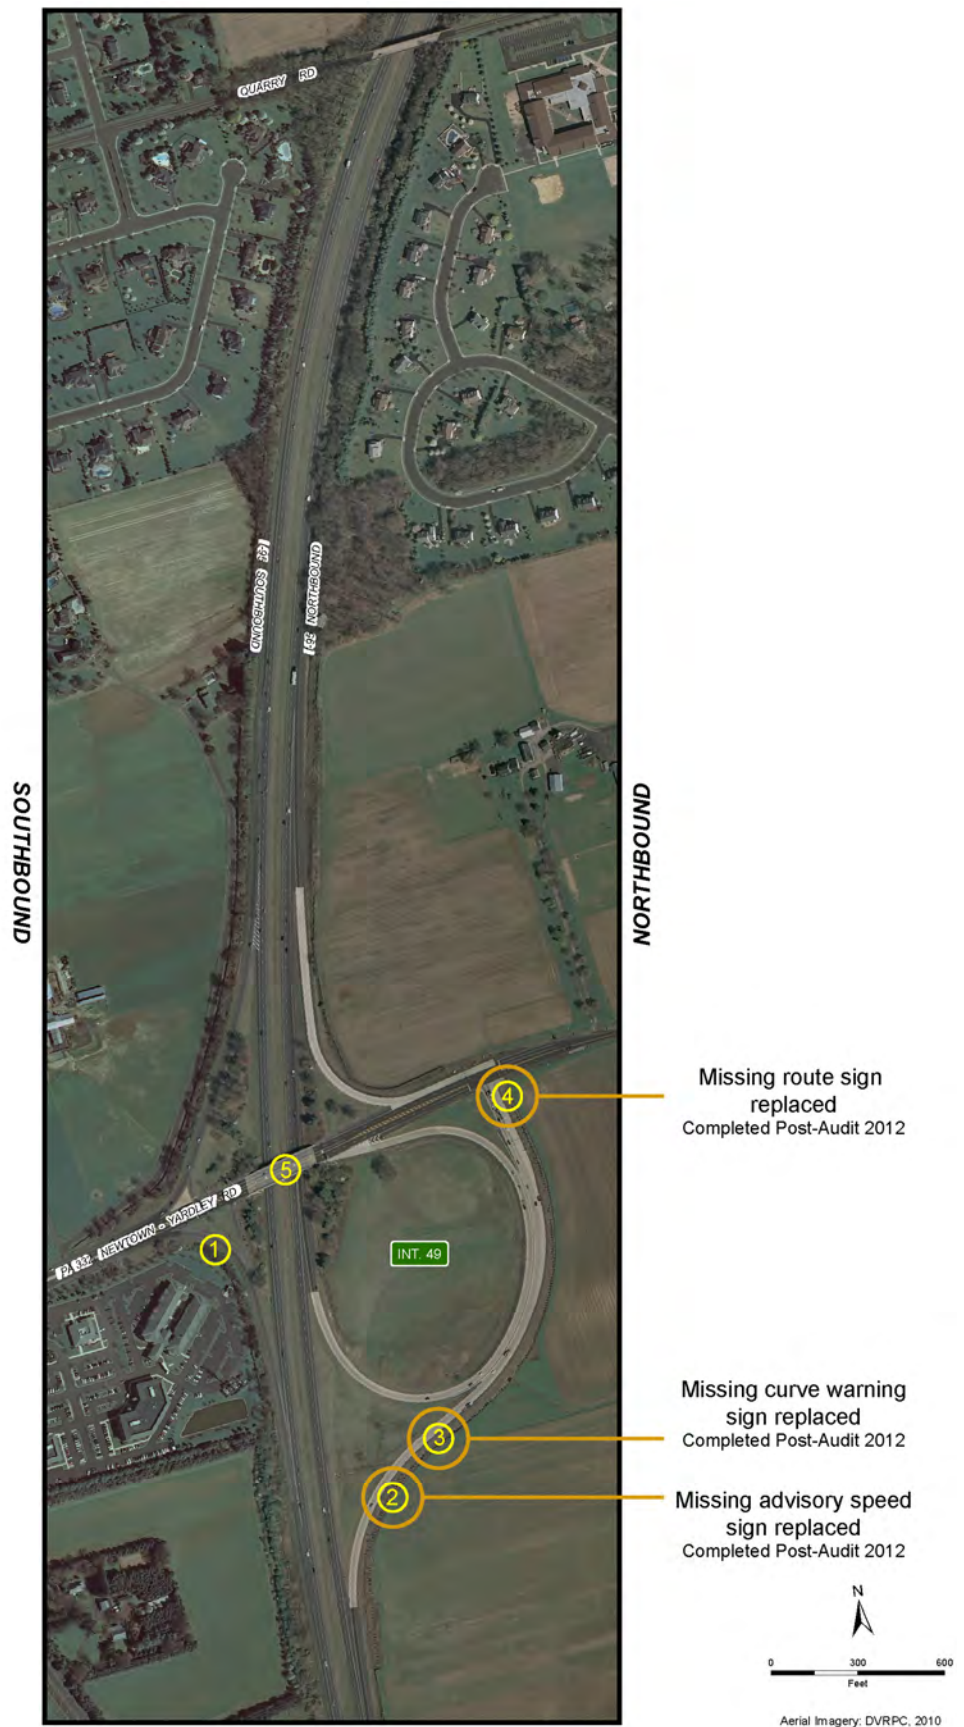 QUARRY RD
I-95 SOUTHBOUND
I-95 NORTHBOUND
SOUTHBOUND
NORTHBOUND
4
Missing route sign
replaced
Completed Post-Audit 2012
5
PA 332 NEWTOWN - YARDLEY RD
1
INT. 49
3
Missing curve warning
sign replaced
Completed Post-Audit 2012
2
Missing advisory speed
sign replaced
Completed Post-Audit 2012
N
0 300 600
Feet
Aerial Imagery: DVRPC, 2010